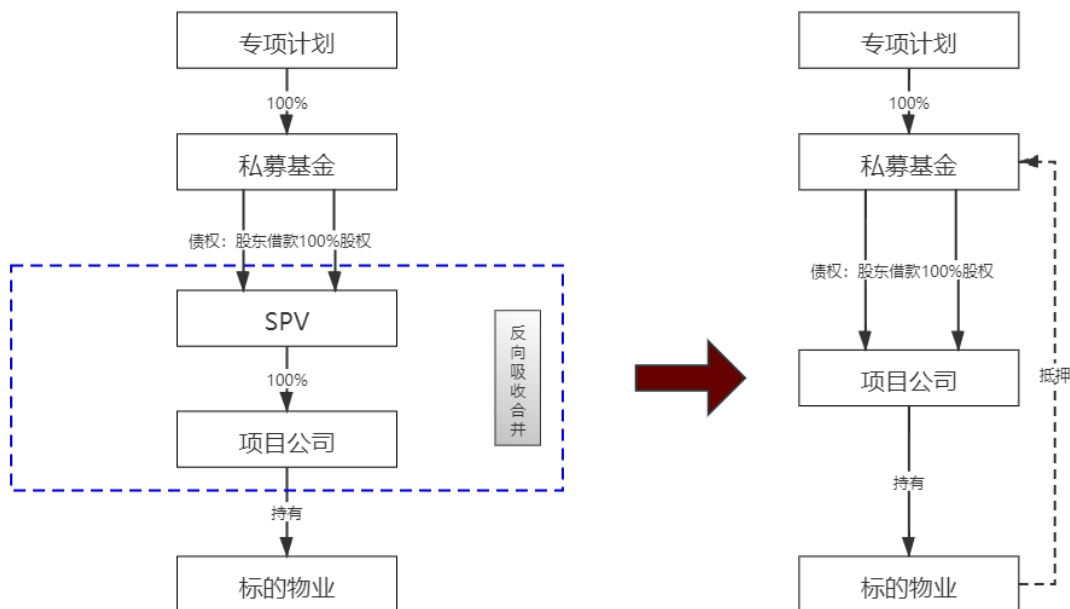 专项计划
100%
私募基金
债权：股东借款100%股权
SPV
100%
项目公司
持有
标的物业
反向吸收合并
专项计划
100%
私募基金
债权：股东借款100%股权
项目公司
持有
标的物业
抵押